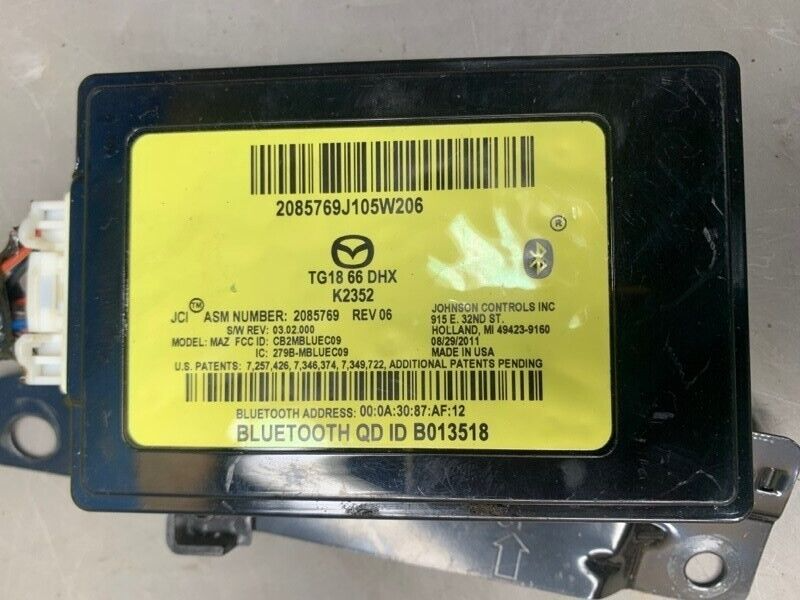 2085769J105W206
®
TG18 66 DHX
K2352
JCI™ ASM NUMBER: 2085769 REV 06
S/W REV: 03.02.000
MODEL: MAZ FCC ID: CB2MBLUEC09
IC: 279B-MBLUEC09
JOHNSON CONTROLS INC
915 E. 32ND ST.
HOLLAND, MI 49423-9160
08/29/2011
MADE IN USA
U.S. PATENTS: 7,257,426, 7,346,374, 7,349,722, ADDITIONAL PATENTS PENDING
BLUETOOTH ADDRESS: 00:0A:30:87:AF:12
BLUETOOTH QD ID B013518